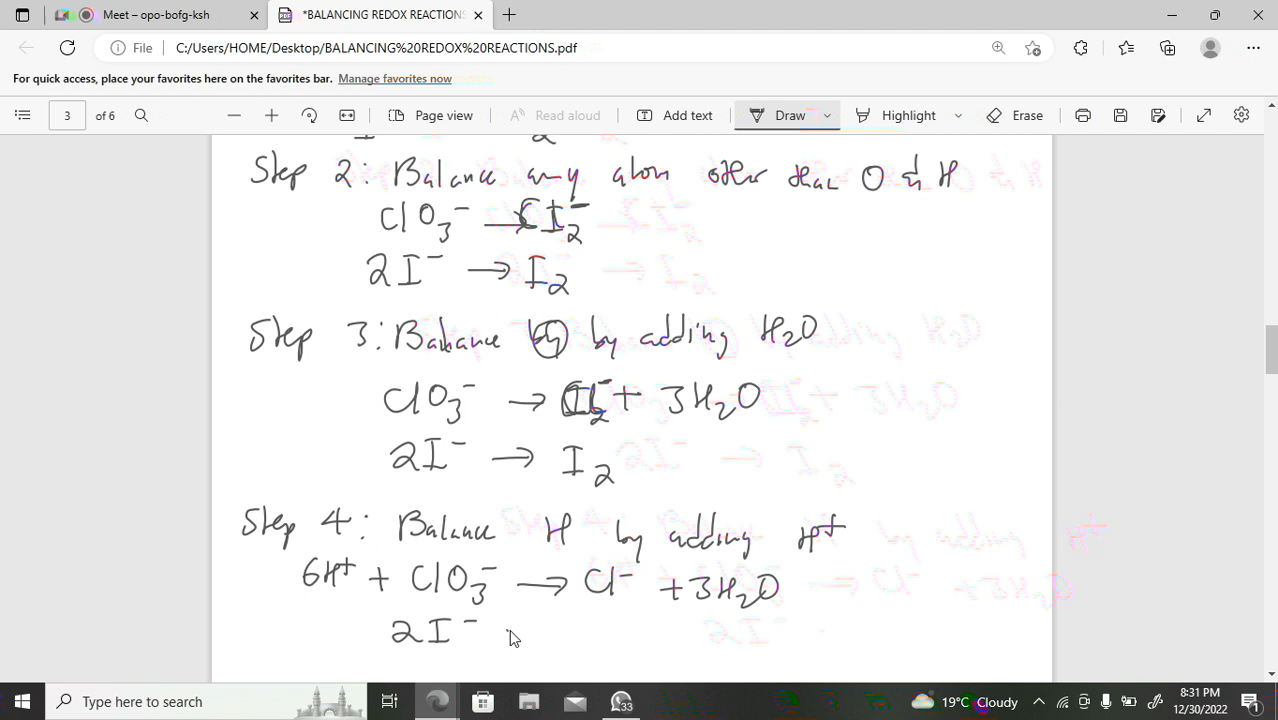 Meet – opo-bofg-ksh
*BALANCING REDOX REACTIONS.pdf
File C:/Users/HOME/Desktop/BALANCING%20REDOX%20REACTIONS.pdf
For quick access, place your favorites here on the favorites bar. Manage favorites now
3 of 6 Page view Read aloud Add text Draw Highlight Erase
Step 2: Balance any atom other than O & H
ClO₃⁻ →
2I⁻ → I₂
Step 3: Balance by adding H₂O
ClO₃⁻ → + 3H₂O
2I⁻ → I₂
Step 4: Balance H by adding H⁺
6H⁺ + ClO₃⁻ → Cl⁻ + 3H₂O
2I⁻
Type here to search
33
19°C Cloudy
8:31 PM
12/30/2022
1